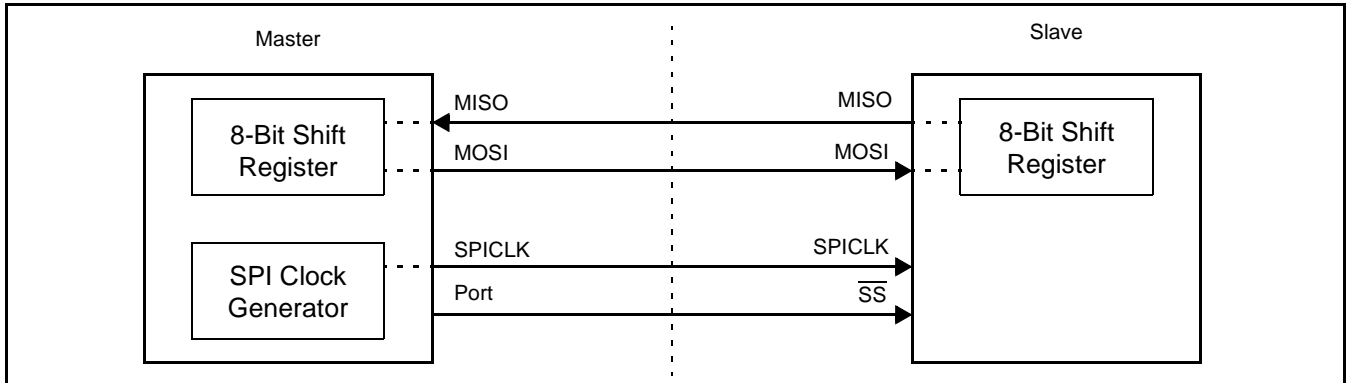 Master
Slave
MISO
MISO
8-Bit Shift
Register
8-Bit Shift
Register
MOSI
MOSI
SPICLK
SPICLK
SPI Clock
Generator
Port
S̅S̅